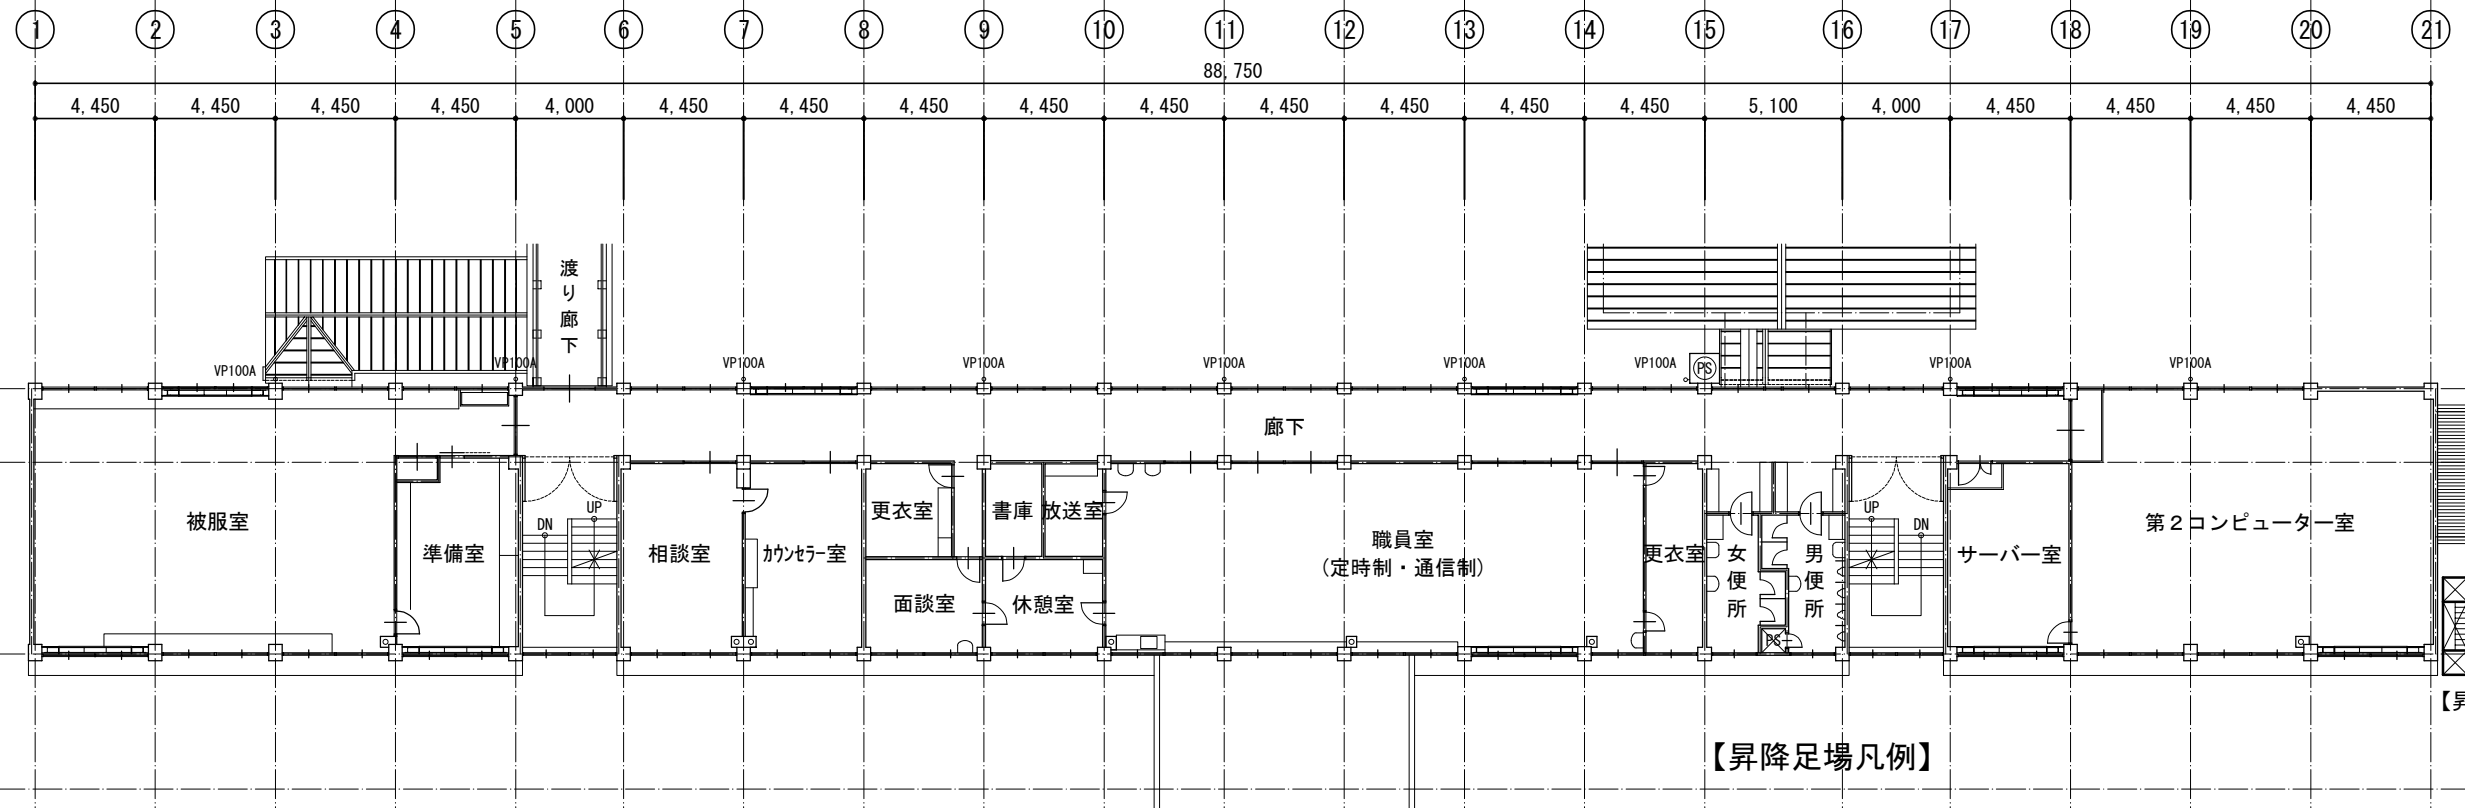 1 2 3 4 5 6 7 8 9 10 11 12 13 14 15 16 17 18 19 20 21
88,750
4,450 4,450 4,450 4,450 4,000 4,450 4,450 4,450 4,450 4,450 4,450 4,450 4,450 4,450 5,100 4,000 4,450 4,450 4,450 4,450
渡り廊下
VP100A VP100A VP100A VP100A VP100A VP100A VP100A VP100A VP100A
PS
廊下
被服室
準備室
DN
UP
相談室
カウンセラー室
更衣室
面談室
書庫
放送室
休憩室
職員室
(定時制・通信制)
更衣室
女便所
男便所
PS
UP
DN
サーバー室
第2コンピューター室
【昇
【昇降足場凡例】